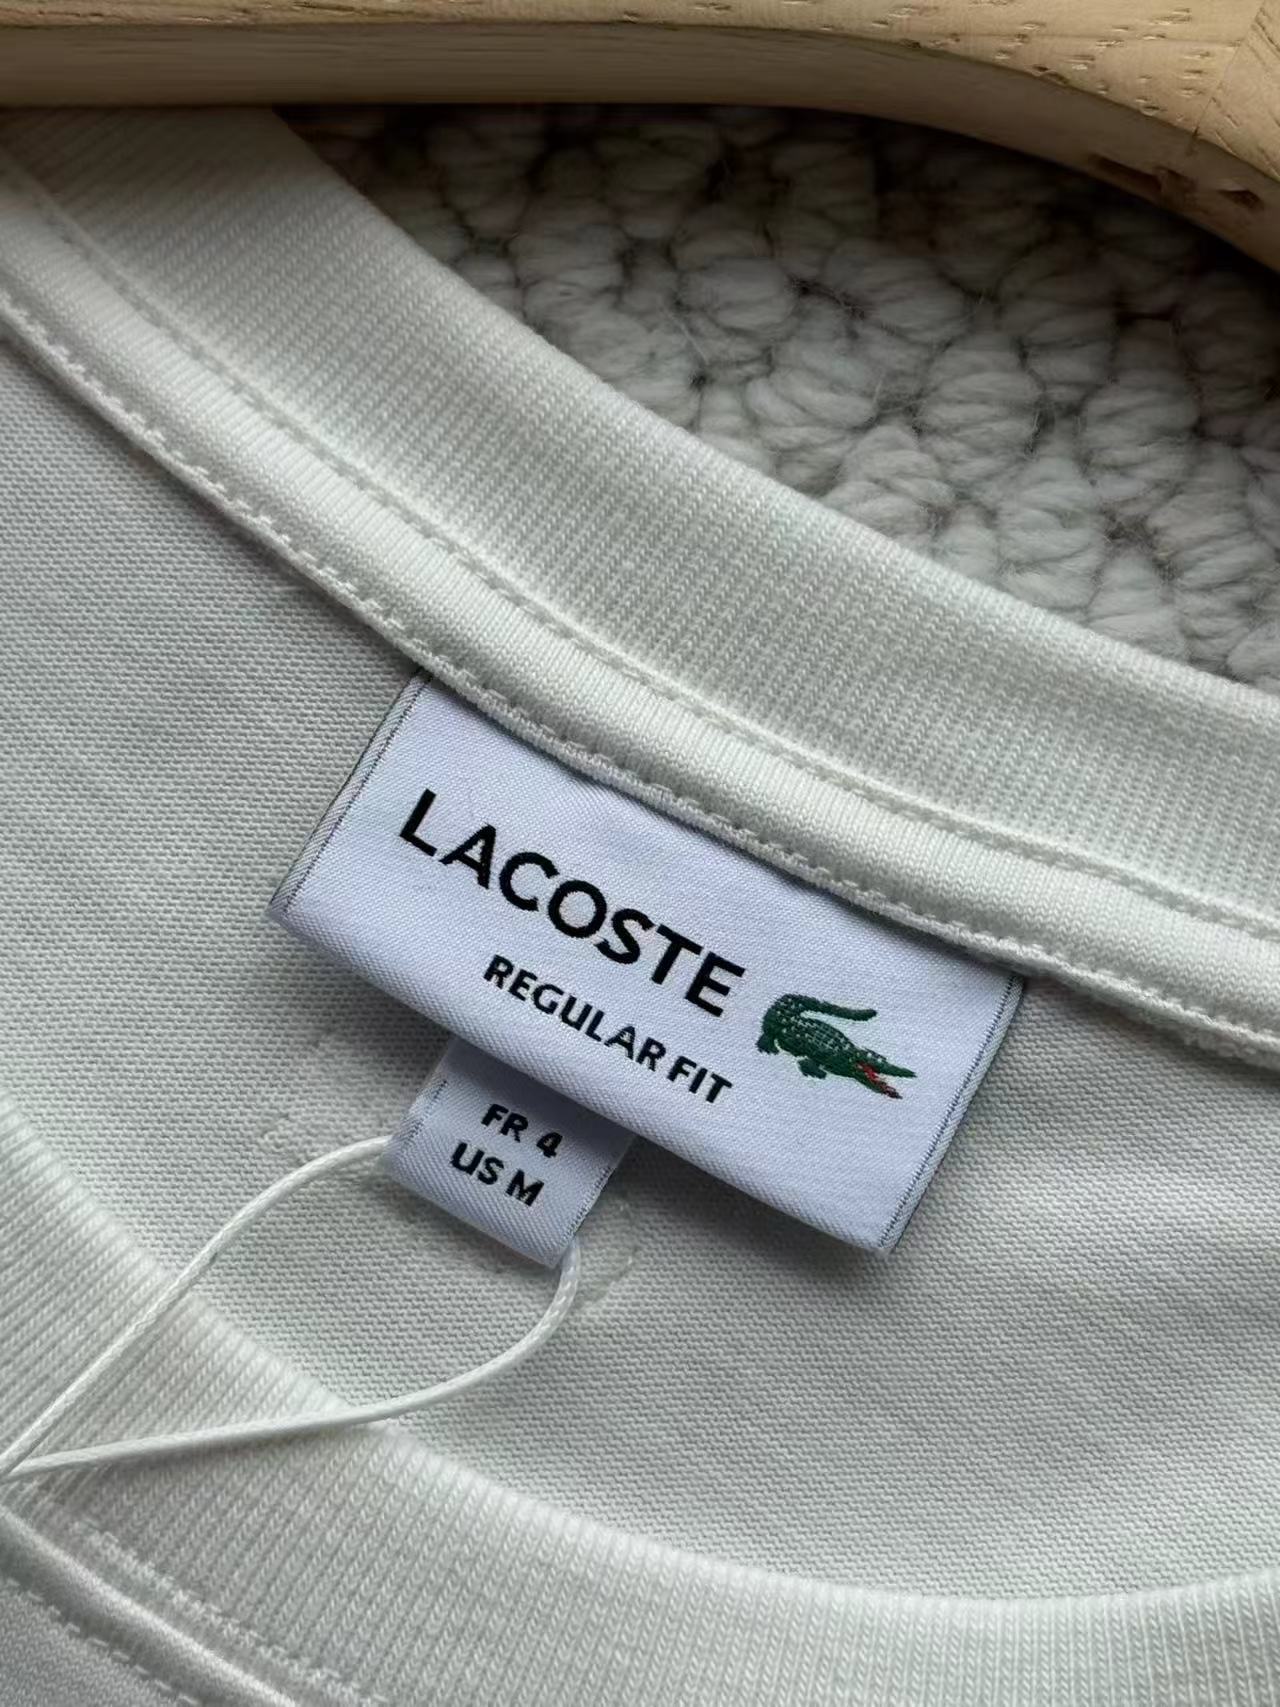 LACOSTE
REGULAR FIT
FR 4
US M